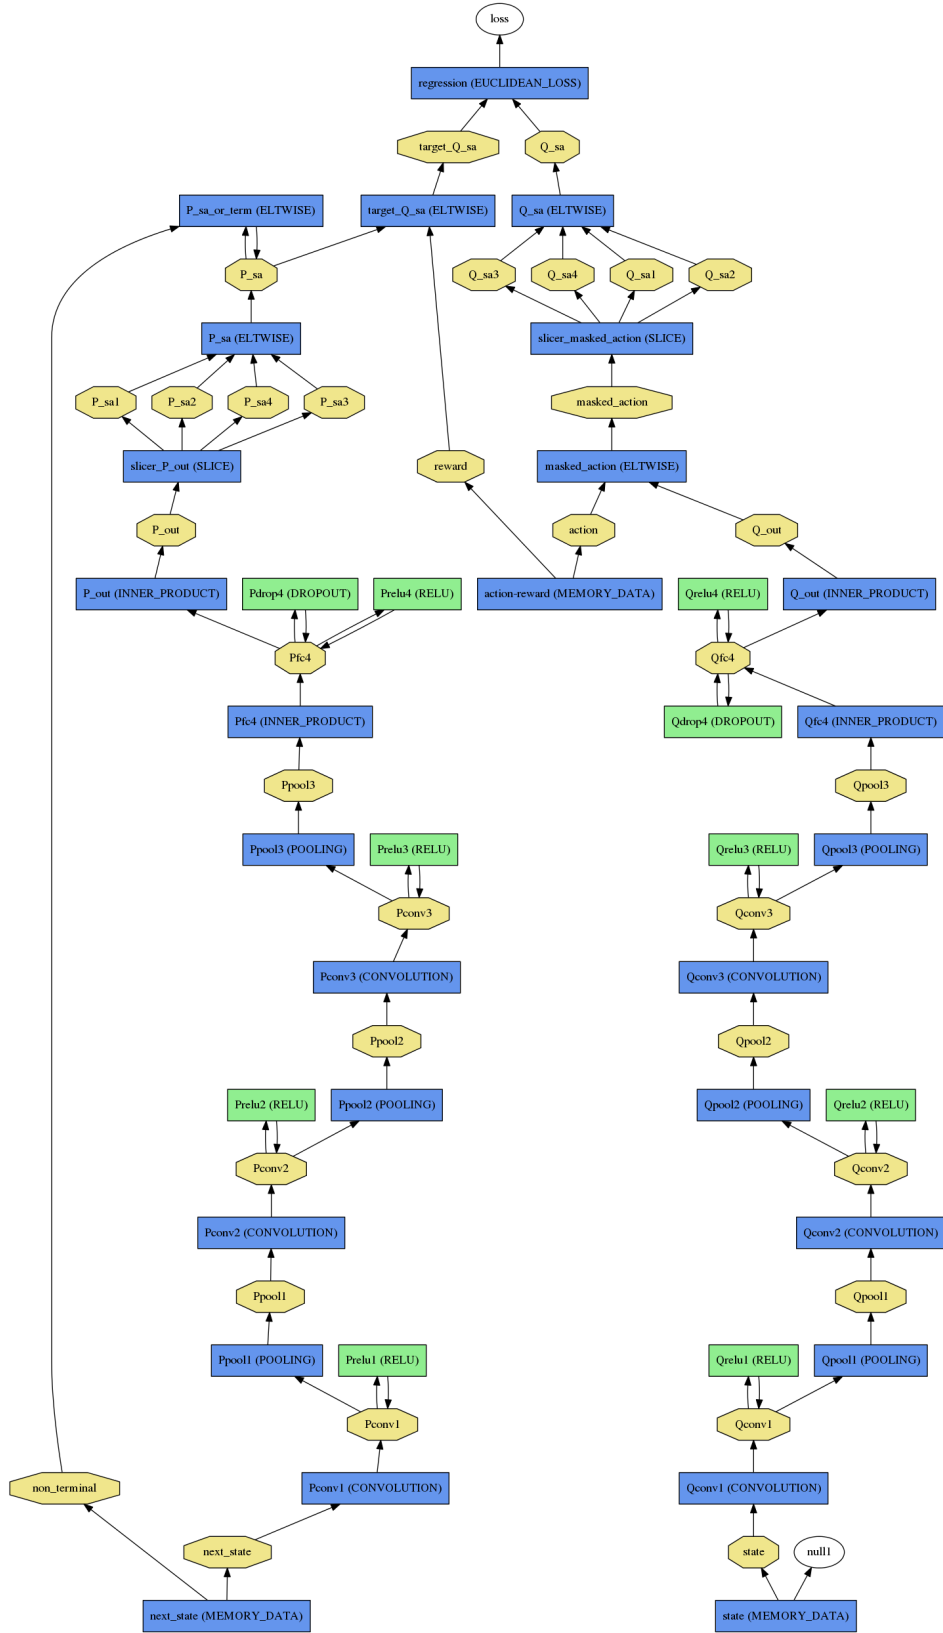 loss
regression (EUCLIDEAN_LOSS)
target_Q_sa
Q_sa
P_sa_or_term (ELTWISE)
target_Q_sa (ELTWISE)
Q_sa (ELTWISE)
P_sa
Q_sa3
Q_sa4
Q_sa1
Q_sa2
P_sa (ELTWISE)
slicer_masked_action (SLICE)
P_sa1
P_sa2
P_sa4
P_sa3
masked_action
slicer_P_out (SLICE)
reward
masked_action (ELTWISE)
P_out
action
Q_out
P_out (INNER_PRODUCT)
Pdrop4 (DROPOUT)
Prelu4 (RELU)
action-reward (MEMORY_DATA)
Qrelu4 (RELU)
Q_out (INNER_PRODUCT)
Pfc4
Qfc4
Pfc4 (INNER_PRODUCT)
Qdrop4 (DROPOUT)
Qfc4 (INNER_PRODUCT)
Ppool3
Qpool3
Ppool3 (POOLING)
Prelu3 (RELU)
Qrelu3 (RELU)
Qpool3 (POOLING)
Pconv3
Qconv3
Pconv3 (CONVOLUTION)
Qconv3 (CONVOLUTION)
Ppool2
Qpool2
Prelu2 (RELU)
Ppool2 (POOLING)
Qpool2 (POOLING)
Qrelu2 (RELU)
Pconv2
Qconv2
Pconv2 (CONVOLUTION)
Qconv2 (CONVOLUTION)
Ppool1
Qpool1
Ppool1 (POOLING)
Prelu1 (RELU)
Qrelu1 (RELU)
Qpool1 (POOLING)
Pconv1
Qconv1
non_terminal
Pconv1 (CONVOLUTION)
Qconv1 (CONVOLUTION)
next_state
state
null1
next_state (MEMORY_DATA)
state (MEMORY_DATA)